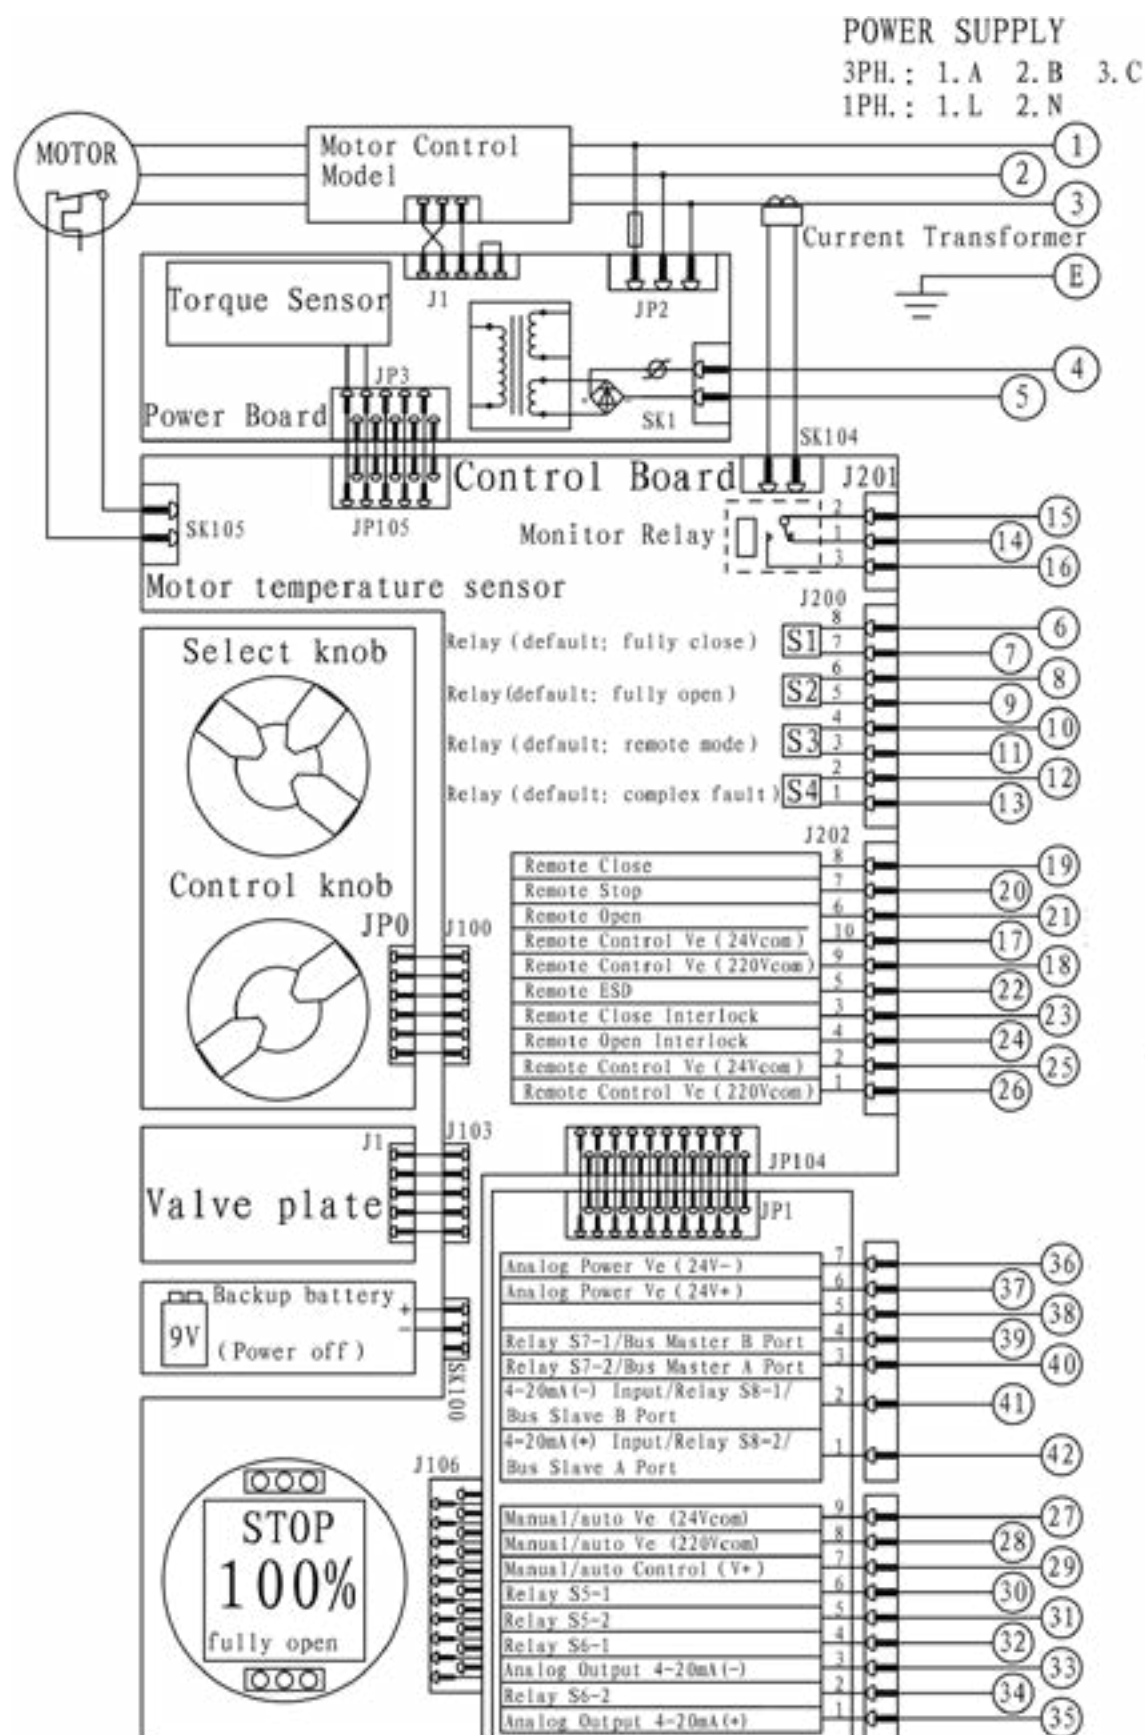 POWER SUPPLY
3PH.: 1.A 2.B 3.C
1PH.: 1.L 2.N
MOTOR
Motor Control
Model
1
2
3
Current Transformer
E
Torque Sensor
J1
JP2
JP3
4
5
Power Board
SK1
SK104
Control Board
J201
SK105
JP105
Monitor Relay
2
15
1
14
3
16
Motor temperature sensor
J200
Select knob
Relay (default: fully close)
S1
8
6
7
7
Relay (default: fully open)
S2
6
8
5
9
Relay (default: remote mode)
S3
4
10
3
11
Relay (default: complex fault)
S4
2
12
1
13
J202
Control knob
JP0
J100
Remote Close 8 19
Remote Stop 7 20
Remote Open 6 21
Remote Control Ve (24Vcom) 10 17
Remote Control Ve (220Vcom) 9 18
Remote ESD 5 22
Remote Close Interlock 3 23
Remote Open Interlock 4 24
Remote Control Ve (24Vcom) 2 25
Remote Control Ve (220Vcom) 1 26
J1
J103
JP104
Valve plate
JP1
Analog Power Ve (24V-) 7 36
Analog Power Ve (24V+) 6 37
5 38
Backup battery
+
-
9V
(Power off)
SK100
Relay S7-1/Bus Master B Port 4 39
Relay S7-2/Bus Master A Port 3 40
4-20mA(-) Input/Relay S8-1/
Bus Slave B Port 2 41
4-20mA(+) Input/Relay S8-2/
Bus Slave A Port 1 42
J106
STOP
100%
fully open
Manual/auto Ve (24Vcom) 9 27
Manual/auto Ve (220Vcom) 8 28
Manual/auto Control (V+) 7 29
Relay S5-1 6 30
Relay S5-2 5 31
Relay S6-1 4 32
Analog Output 4-20mA(-) 3 33
Relay S6-2 2 34
Analog Output 4-20mA(+) 1 35